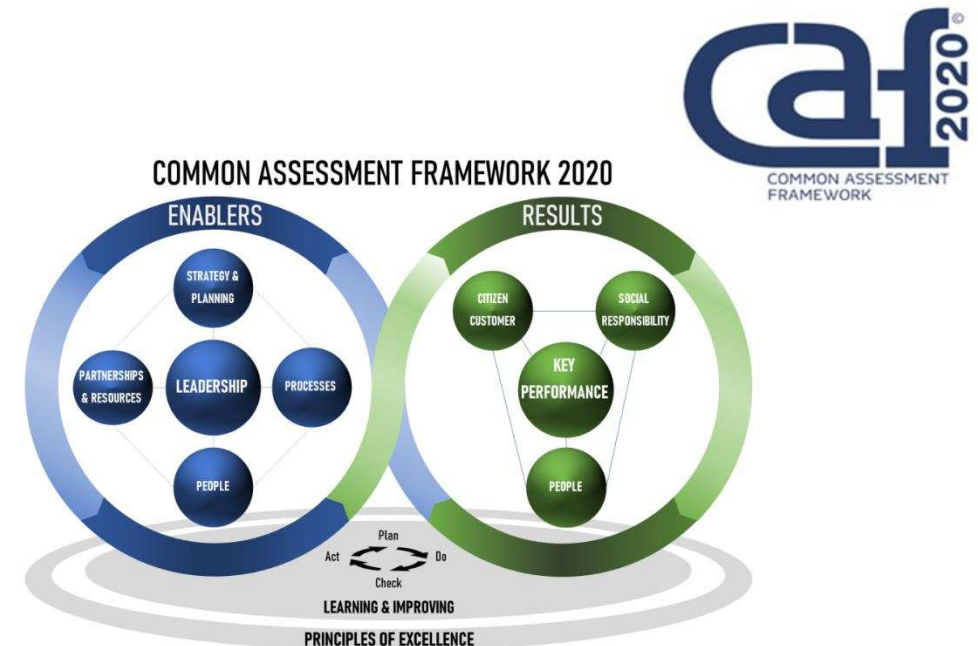 caf 2020©
COMMON ASSESSMENT
FRAMEWORK
COMMON ASSESSMENT FRAMEWORK 2020
ENABLERS
STRATEGY &
PLANNING
PARTNERSHIPS
& RESOURCES
LEADERSHIP
PROCESSES
PEOPLE
RESULTS
CITIZEN
CUSTOMER
SOCIAL
RESPONSIBILITY
KEY
PERFORMANCE
PEOPLE
Plan
Act
Do
Check
LEARNING & IMPROVING
PRINCIPLES OF EXCELLENCE